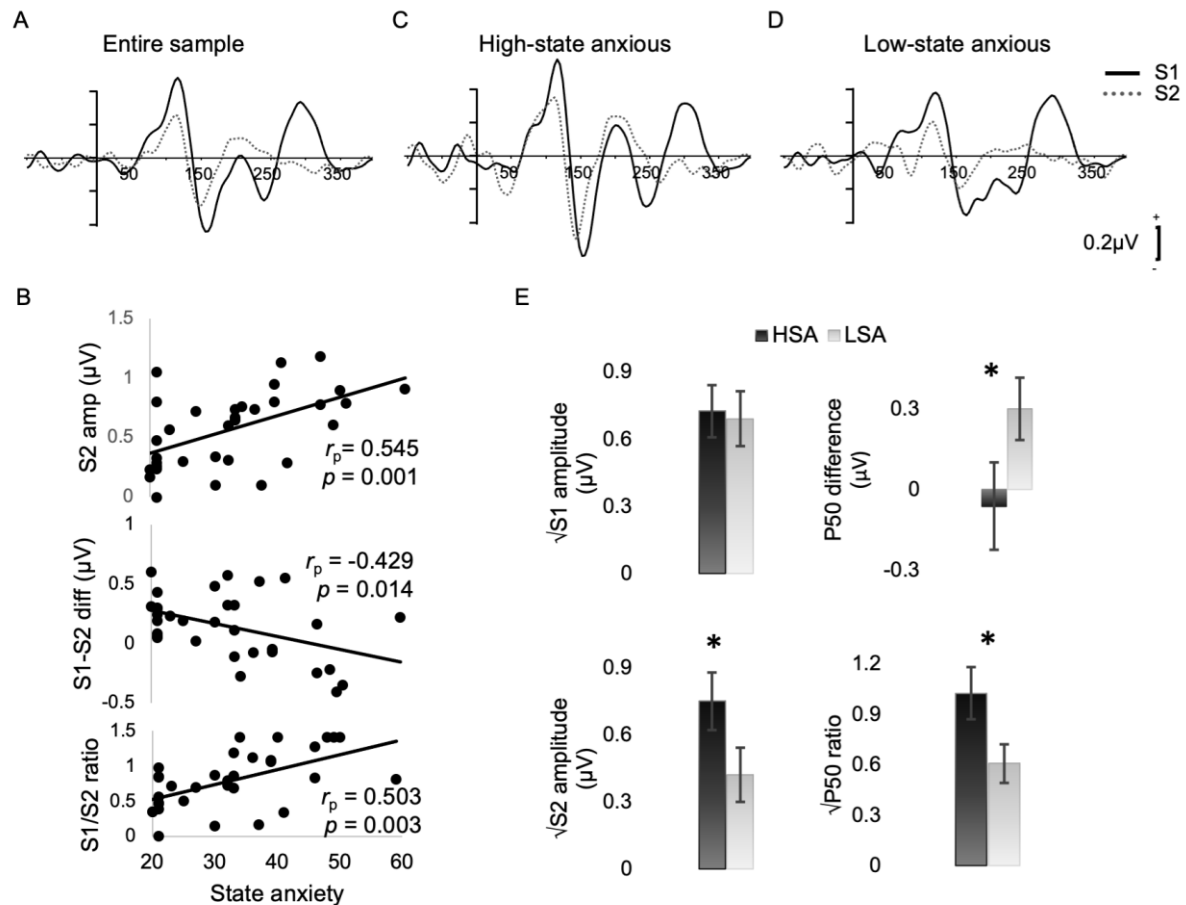 A
Entire sample
50
150
250
350
C
High-state anxious
50
150
250
350
D
Low-state anxious
50
150
250
350
S1
S2
+
0.2µV
-
B
S2 amp (µV)
1.5
1
0.5
0
rp = 0.545
p = 0.001
S1-S2 diff (µV)
1
0.5
0
-0.5
rp = -0.429
p = 0.014
S1/S2 ratio
1.5
1
0.5
0
rp = 0.503
p = 0.003
20 30 40 50 60
State anxiety
E
HSA LSA
√S1 amplitude
(µV)
0.9
0.6
0.3
0
P50 difference
(µV)
0.3
0
-0.3
*
√S2 amplitude
(µV)
0.9
0.6
0.3
0
*
√P50 ratio
1.2
0.9
0.6
0.3
0
*